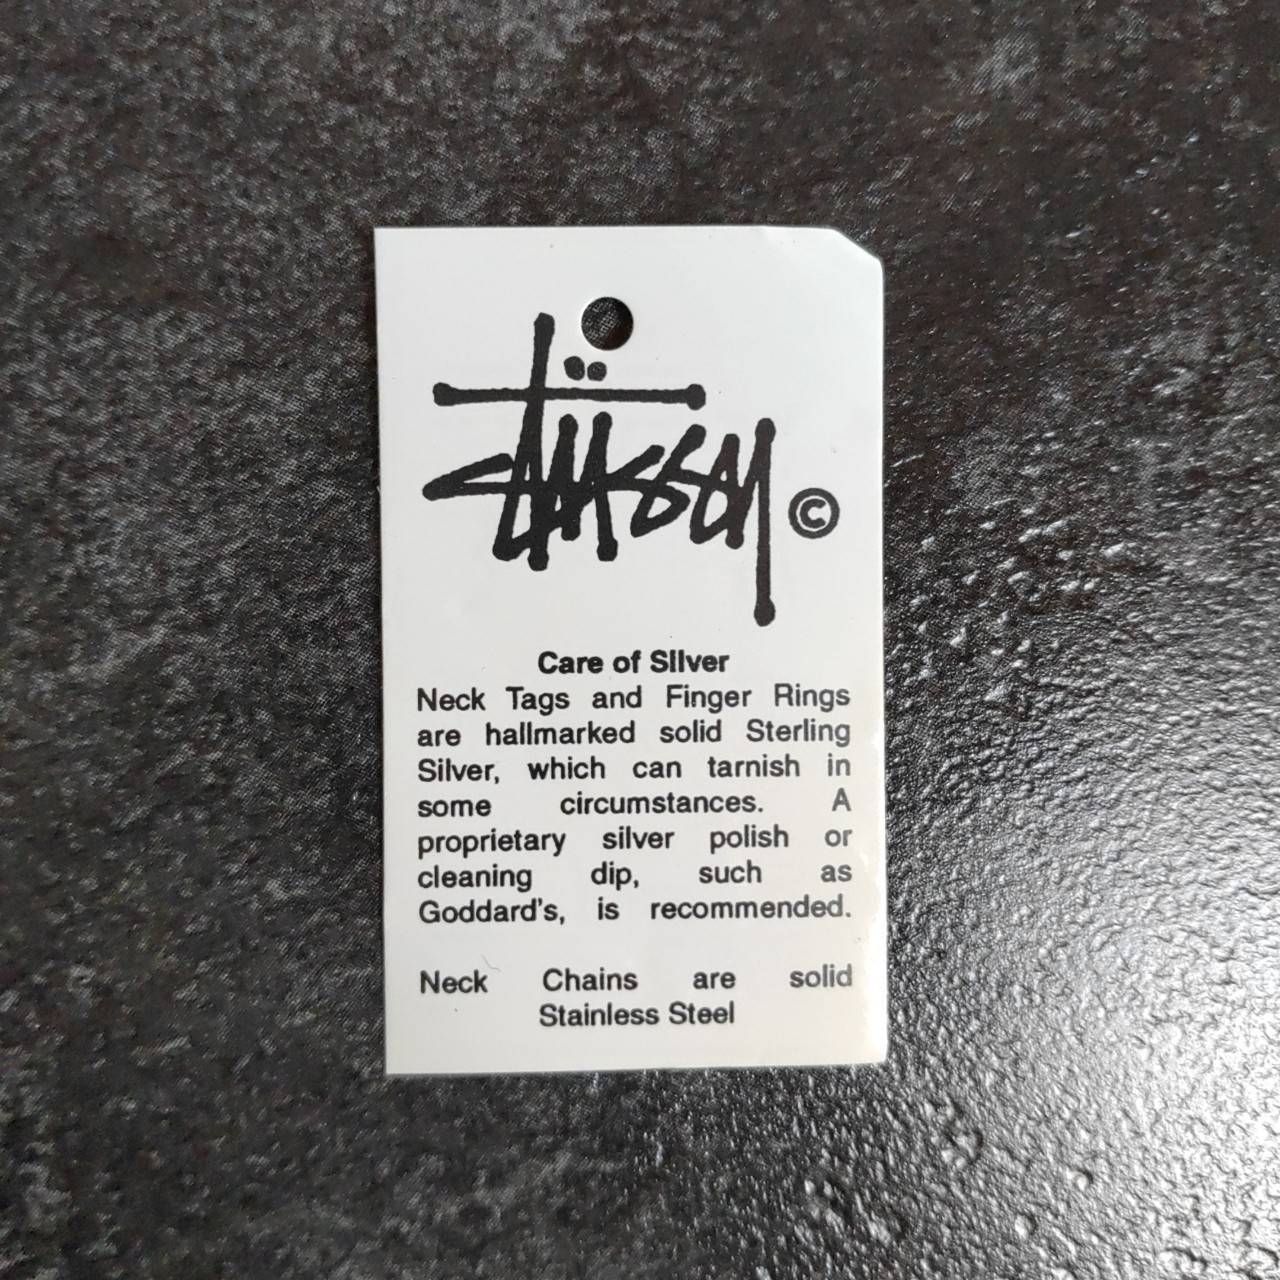 Stüssy ©
Care of Silver
Neck Tags and Finger Rings
are hallmarked solid Sterling
Silver, which can tarnish in
some circumstances. A
proprietary silver polish or
cleaning dip, such as
Goddard's, is recommended.
Neck Chains are solid
Stainless Steel